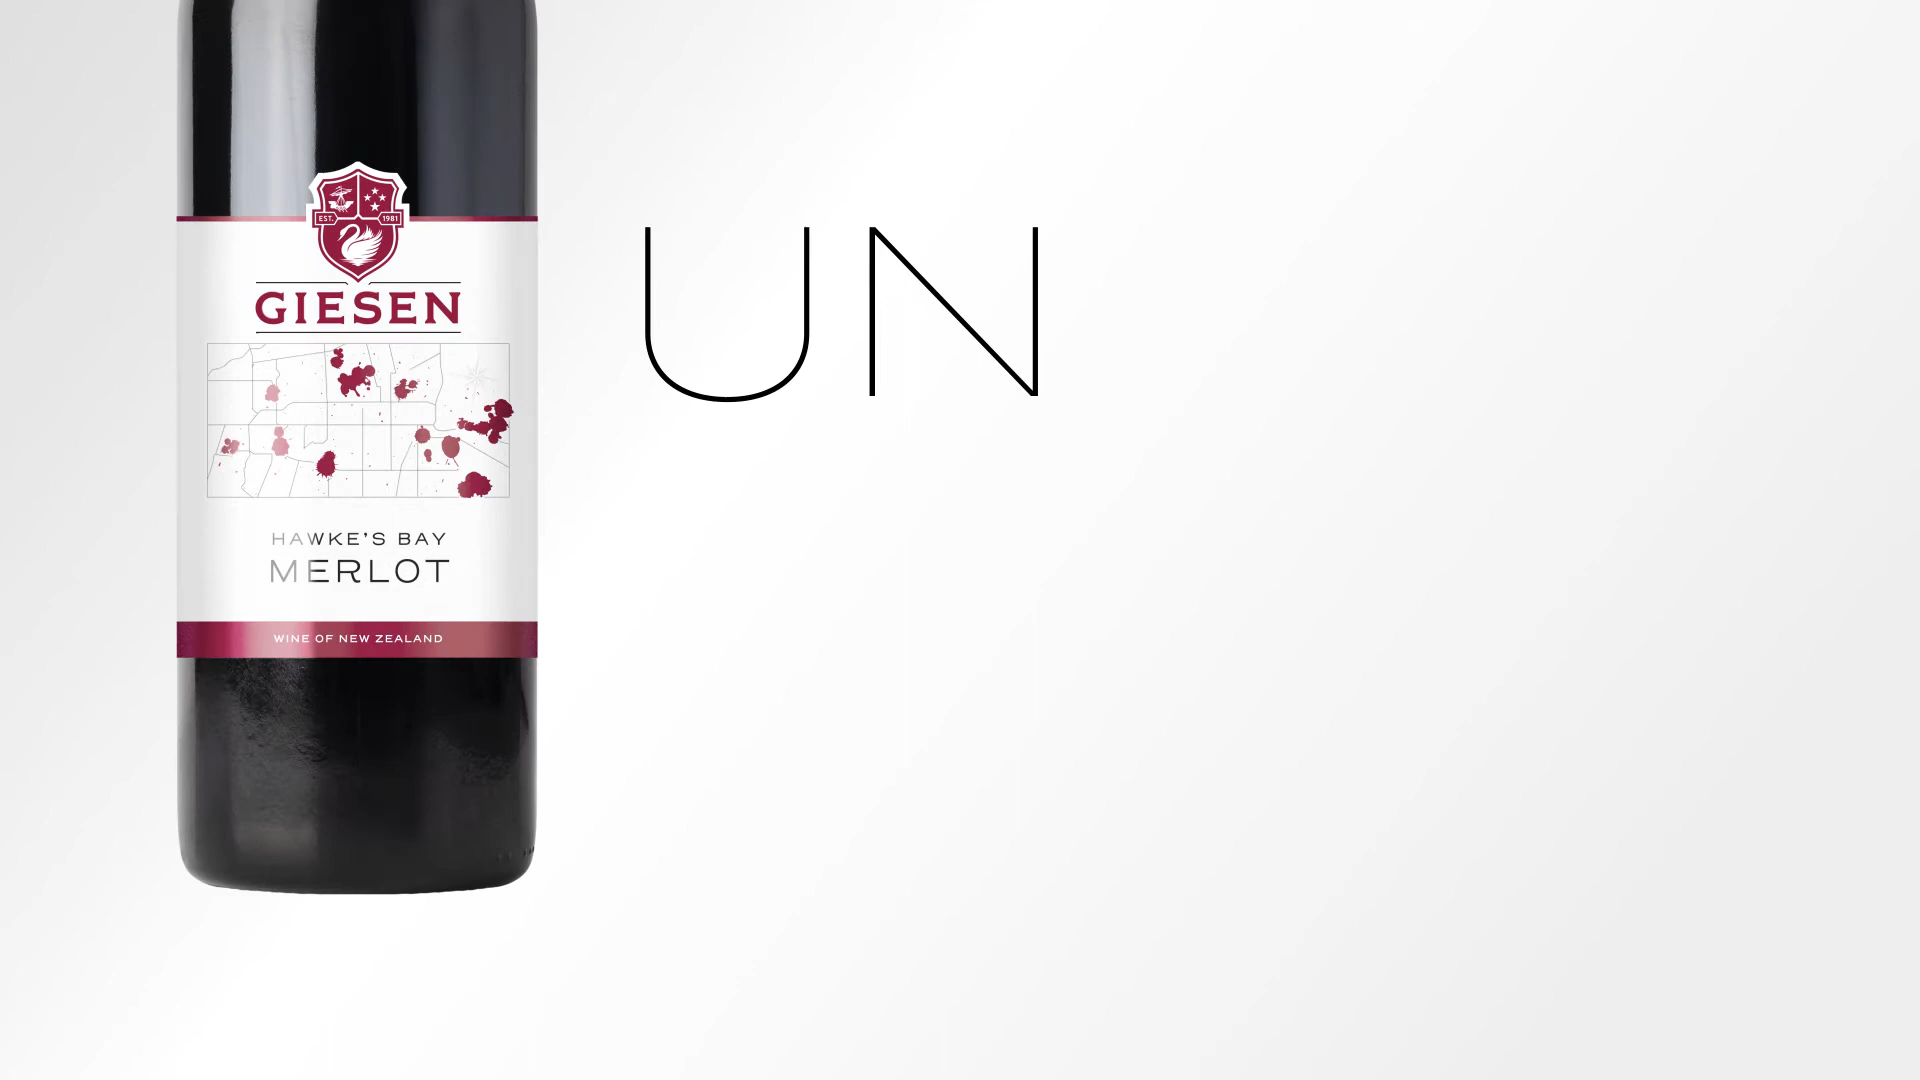 EST. 1981
GIESEN
HAWKE'S BAY
MERLOT
WINE OF NEW ZEALAND
UN